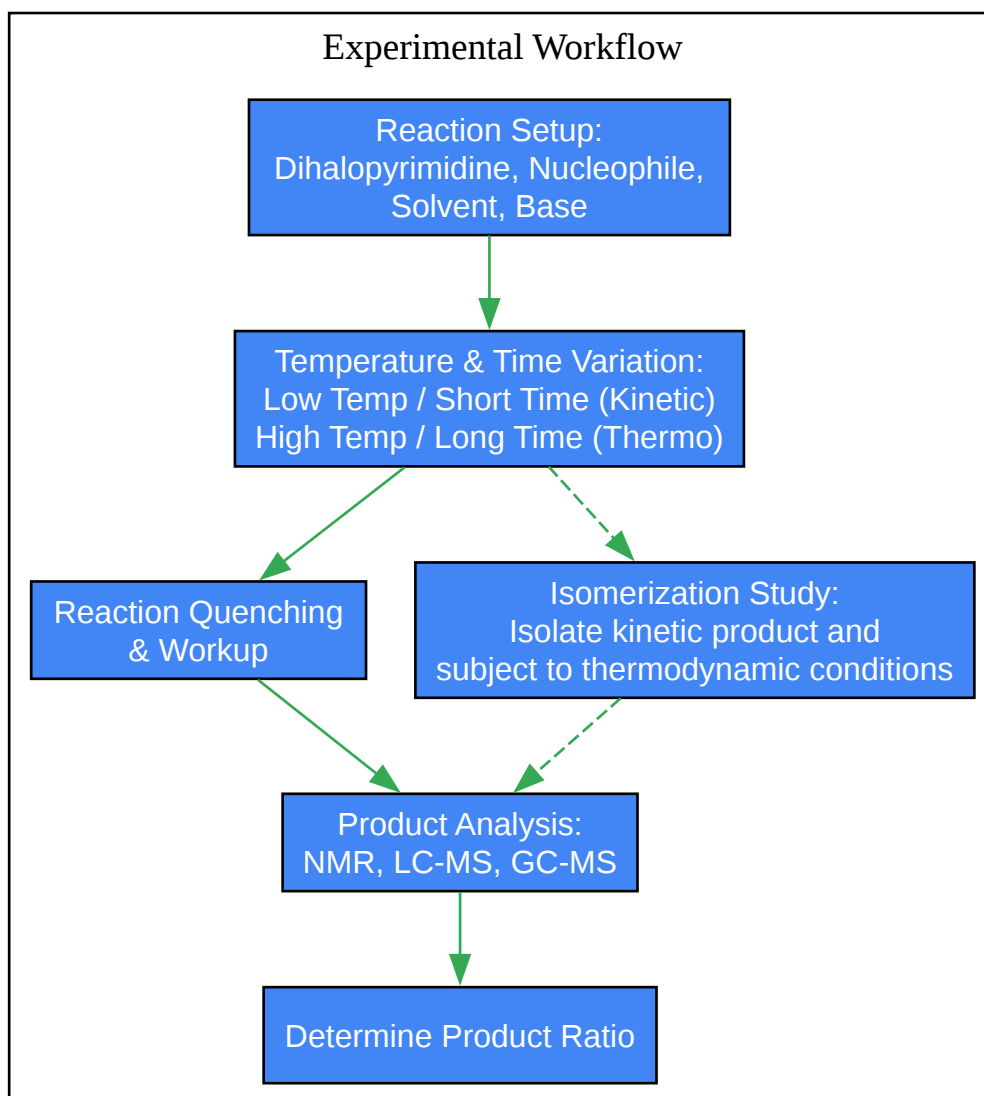 Experimental Workflow
Reaction Setup:
Dihalopyrimidine, Nucleophile,
Solvent, Base
Temperature & Time Variation:
Low Temp / Short Time (Kinetic)
High Temp / Long Time (Thermo)
Reaction Quenching
& Workup
Isomerization Study:
Isolate kinetic product and
subject to thermodynamic conditions
Product Analysis:
NMR, LC-MS, GC-MS
Determine Product Ratio